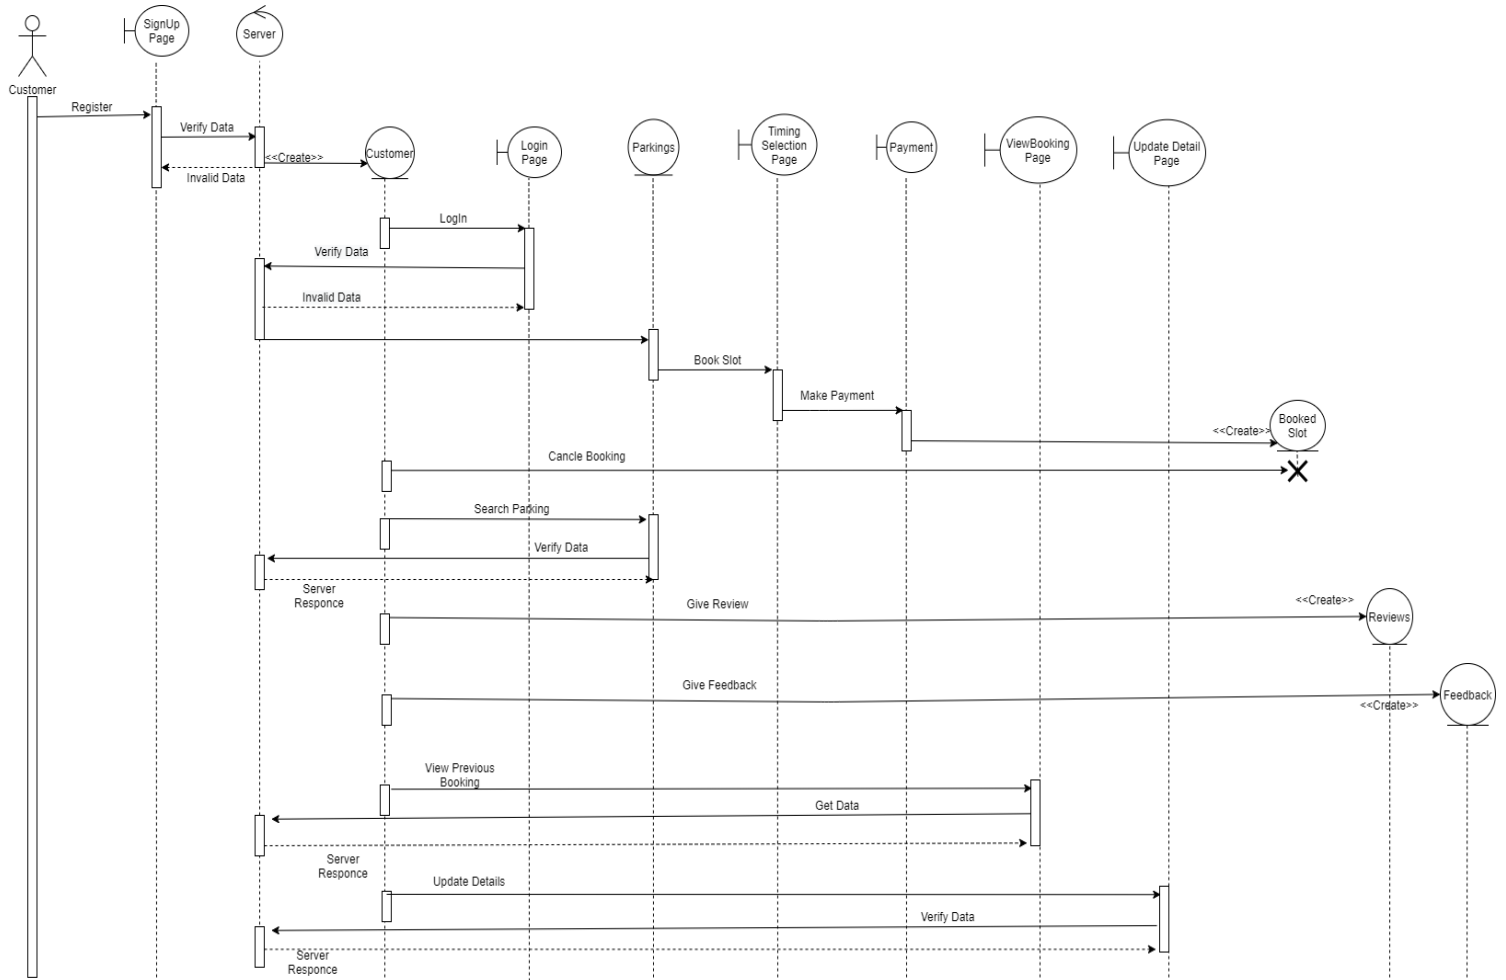 SignUp
Page
Server
Customer
Register
Verify Data
<<Create>>
Invalid Data
Customer
Login
Page
Parkings
Timing
Selection
Page
Payment
ViewBooking
Page
Update Detail
Page
LogIn
Verify Data
Invalid Data
Book Slot
Make Payment
<<Create>>
Booked
Slot
Cancle Booking
Search Parking
Verify Data
Server
Responce
Give Review
<<Create>>
Reviews
Give Feedback
<<Create>>
Feedback
View Previous
Booking
Get Data
Server
Responce
Update Details
Verify Data
Server
Responce